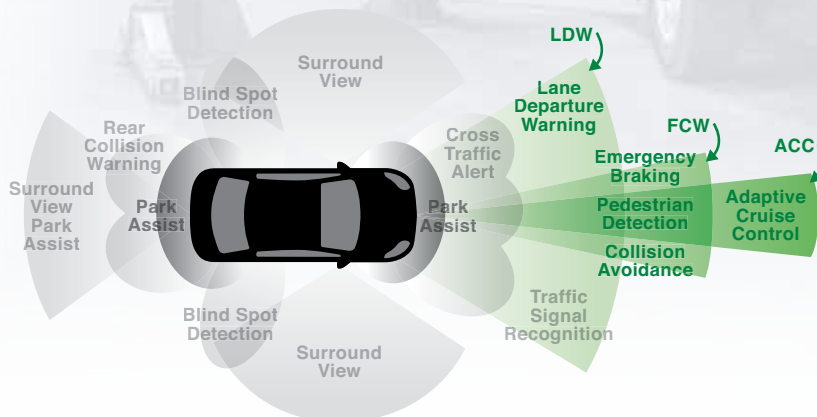 LDW
Surround
View
Lane
Departure
Warning
Blind Spot
Detection
Rear
Collision
Warning
Cross
Traffic
Alert
FCW
ACC
Emergency
Braking
Surround
View
Park
Assist
Park
Assist
Park
Assist
Pedestrian
Detection
Adaptive
Cruise
Control
Collision
Avoidance
Blind Spot
Detection
Traffic
Signal
Recognition
Surround
View